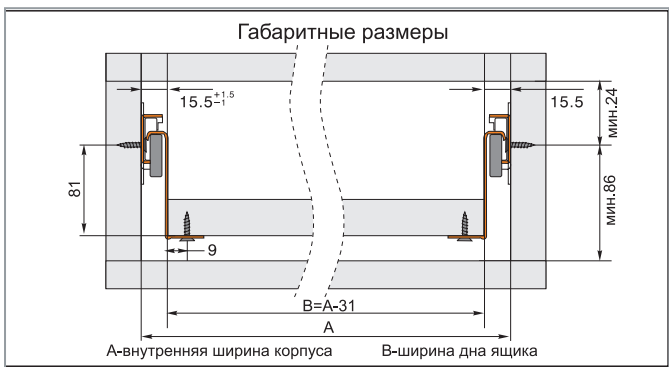 Габаритные размеры
15.5 +1.5 -1
15.5
мин.24
81
мин.86
9
B=A-31
A
А-внутренняя ширина корпуса
В-ширина дна ящика